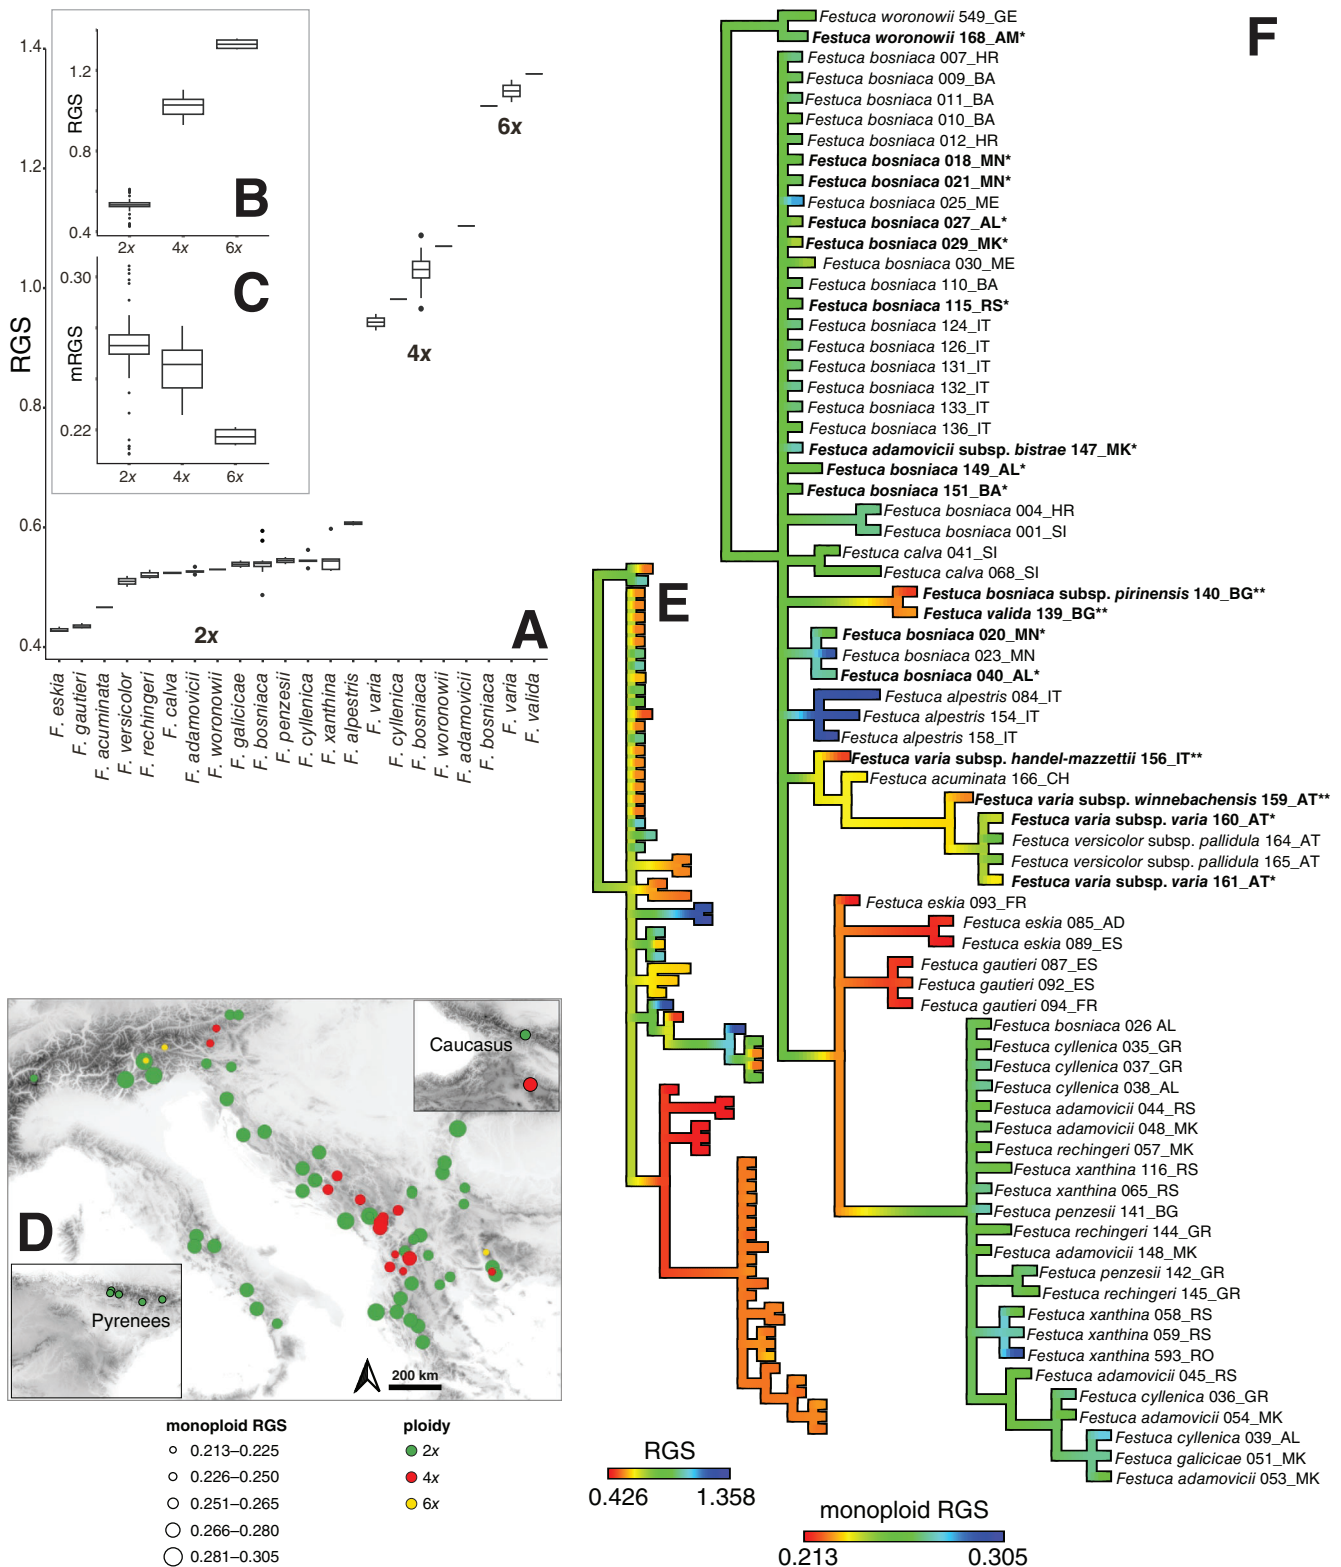 A
RGS
1.4
1.2
1.0
0.8
0.6
0.4
2x
4x
6x
F. eskia
F. gautieri
F. acuminata
F. versicolor
F. rechingeri
F. calva
F. adamovicii
F. woronowii
F. galicicae
F. bosniaca
F. penzesii
F. cyllenica
F. xanthina
F. alpestris
F. varia
F. cyllenica
F. bosniaca
F. woronowii
F. adamovicii
F. bosniaca
F. varia
F. valida
B
RGS
1.2
0.8
0.4
2x 4x 6x
C
mRGS
0.30
0.22
2x 4x 6x
D
Caucasus
Pyrenees
200 km
monoploid RGS
0.213–0.225
0.226–0.250
0.251–0.265
0.266–0.280
0.281–0.305
ploidy
2x
4x
6x
E
RGS
0.426 1.358
F
Festuca woronowii 549_GE
Festuca woronowii 168_AM*
Festuca bosniaca 007_HR
Festuca bosniaca 009_BA
Festuca bosniaca 011_BA
Festuca bosniaca 010_BA
Festuca bosniaca 012_HR
Festuca bosniaca 018_MN*
Festuca bosniaca 021_MN*
Festuca bosniaca 025_ME
Festuca bosniaca 027_AL*
Festuca bosniaca 029_MK*
Festuca bosniaca 030_ME
Festuca bosniaca 110_BA
Festuca bosniaca 115_RS*
Festuca bosniaca 124_IT
Festuca bosniaca 126_IT
Festuca bosniaca 131_IT
Festuca bosniaca 132_IT
Festuca bosniaca 133_IT
Festuca bosniaca 136_IT
Festuca adamovicii subsp. bistrae 147_MK*
Festuca bosniaca 149_AL*
Festuca bosniaca 151_BA*
Festuca bosniaca 004_HR
Festuca bosniaca 001_SI
Festuca calva 041_SI
Festuca calva 068_SI
Festuca bosniaca subsp. pirinensis 140_BG**
Festuca valida 139_BG**
Festuca bosniaca 020_MN*
Festuca bosniaca 023_MN
Festuca bosniaca 040_AL*
Festuca alpestris 084_IT
Festuca alpestris 154_IT
Festuca alpestris 158_IT
Festuca varia subsp. handel-mazzettii 156_IT**
Festuca acuminata 166_CH
Festuca varia subsp. winnebachensis 159_AT**
Festuca varia subsp. varia 160_AT*
Festuca versicolor subsp. pallidula 164_AT
Festuca versicolor subsp. pallidula 165_AT
Festuca varia subsp. varia 161_AT*
Festuca eskia 093_FR
Festuca eskia 085_AD
Festuca eskia 089_ES
Festuca gautieri 087_ES
Festuca gautieri 092_ES
Festuca gautieri 094_FR
Festuca bosniaca 026 AL
Festuca cyllenica 035_GR
Festuca cyllenica 037_GR
Festuca cyllenica 038_AL
Festuca adamovicii 044_RS
Festuca adamovicii 048_MK
Festuca rechingeri 057_MK
Festuca xanthina 116_RS
Festuca xanthina 065_RS
Festuca penzesii 141_BG
Festuca rechingeri 144_GR
Festuca adamovicii 148_MK
Festuca penzesii 142_GR
Festuca rechingeri 145_GR
Festuca xanthina 058_RS
Festuca xanthina 059_RS
Festuca xanthina 593_RO
Festuca adamovicii 045_RS
Festuca cyllenica 036_GR
Festuca adamovicii 054_MK
Festuca cyllenica 039_AL
Festuca galicicae 051_MK
Festuca adamovicii 053_MK
monoploid RGS
0.213 0.305